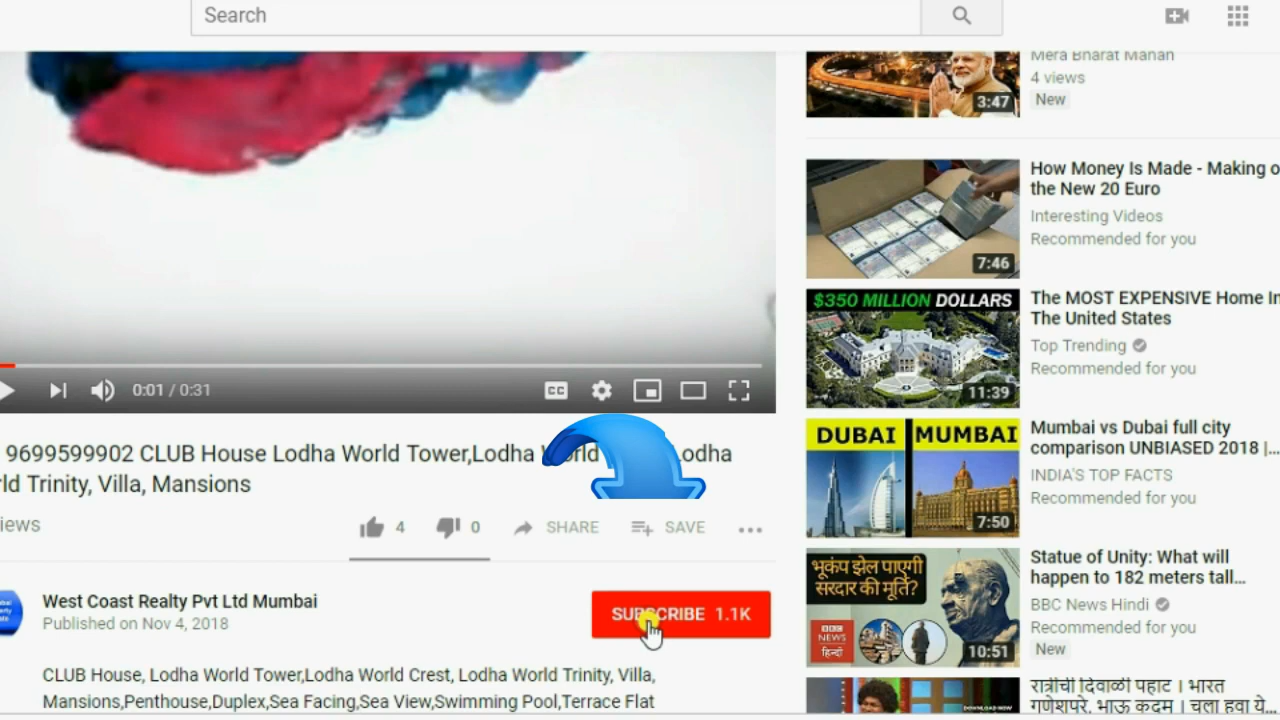 Search
Mera Bharat Mahan
4 views
3:47
New
How Money Is Made - Making o
the New 20 Euro
Interesting Videos
Recommended for you
7:46
$350 MILLION DOLLARS
The MOST EXPENSIVE Home In
The United States
Top Trending
Recommended for you
11:39
0:01 / 0:31
CC
DUBAI MUMBAI
Mumbai vs Dubai full city
comparison UNBIASED 2018 |...
INDIA'S TOP FACTS
Recommended for you
7:50
9699599902 CLUB House Lodha World Tower,Lodha World Lodha
ld Trinity, Villa, Mansions
iews
4
0
SHARE
SAVE
भूकंप झेल पाएगी
सरदार की मूर्ति?
BBC
NEWS
हिन्दी
10:51
Statue of Unity: What will
happen to 182 meters tall...
BBC News Hindi
Recommended for you
New
West Coast Realty Pvt Ltd Mumbai
Published on Nov 4, 2018
SUBSCRIBE 1.1K
CLUB House, Lodha World Tower,Lodha World Crest, Lodha World Trinity, Villa,
Mansions,Penthouse,Duplex,Sea Facing,Sea View,Swimming Pool,Terrace Flat
DOWNLOAD NOW
रात्रीची दिवाळी पहाट । भारत
गणेशपुरे, भाऊ कदम । चला हवा ये...